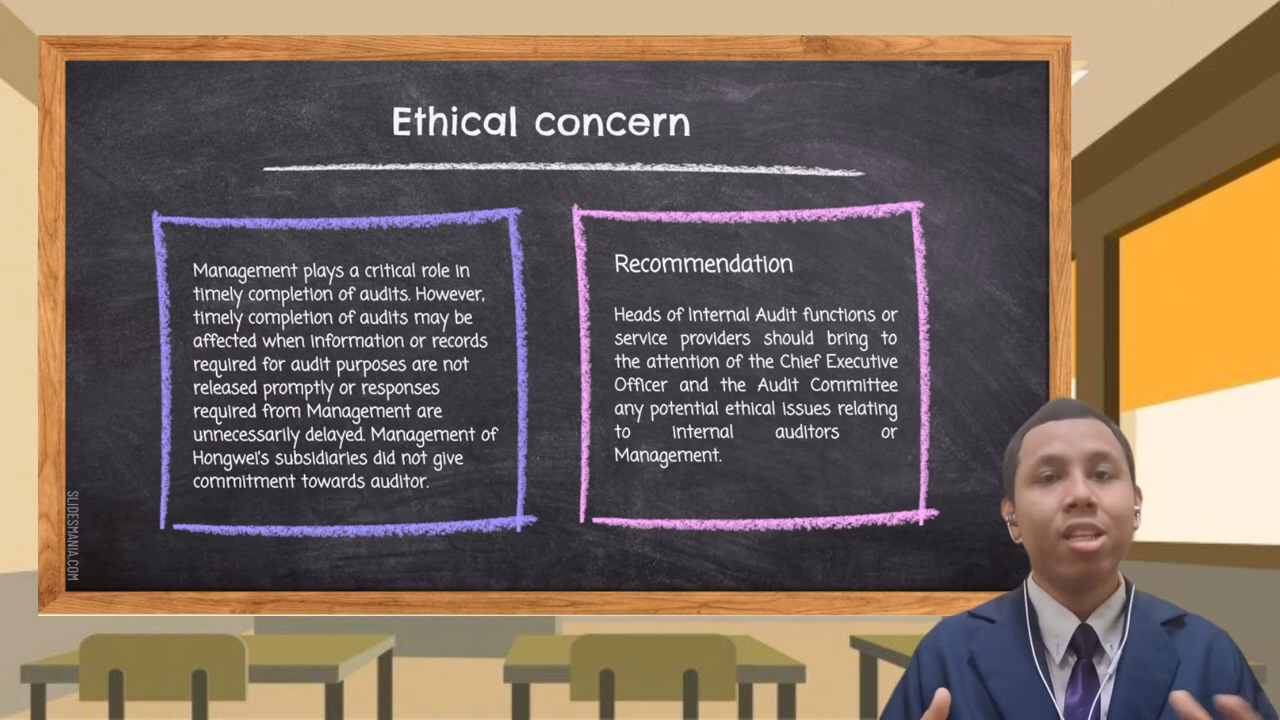 Ethical concern
Management plays a critical role in
timely completion of audits. However,
timely completion of audits may be
affected when information or records
required for audit purposes are not
released promptly or responses
required from Management are
unnecessarily delayed. Management of
Hongwei's subsidiaries did not give
commitment towards auditor.
Recommendation
Heads of Internal Audit functions or
service providers should bring to
the attention of the Chief Executive
Officer and the Audit Committee
any potential ethical issues relating
to internal auditors or
Management.
SLIDESMANIA.COM